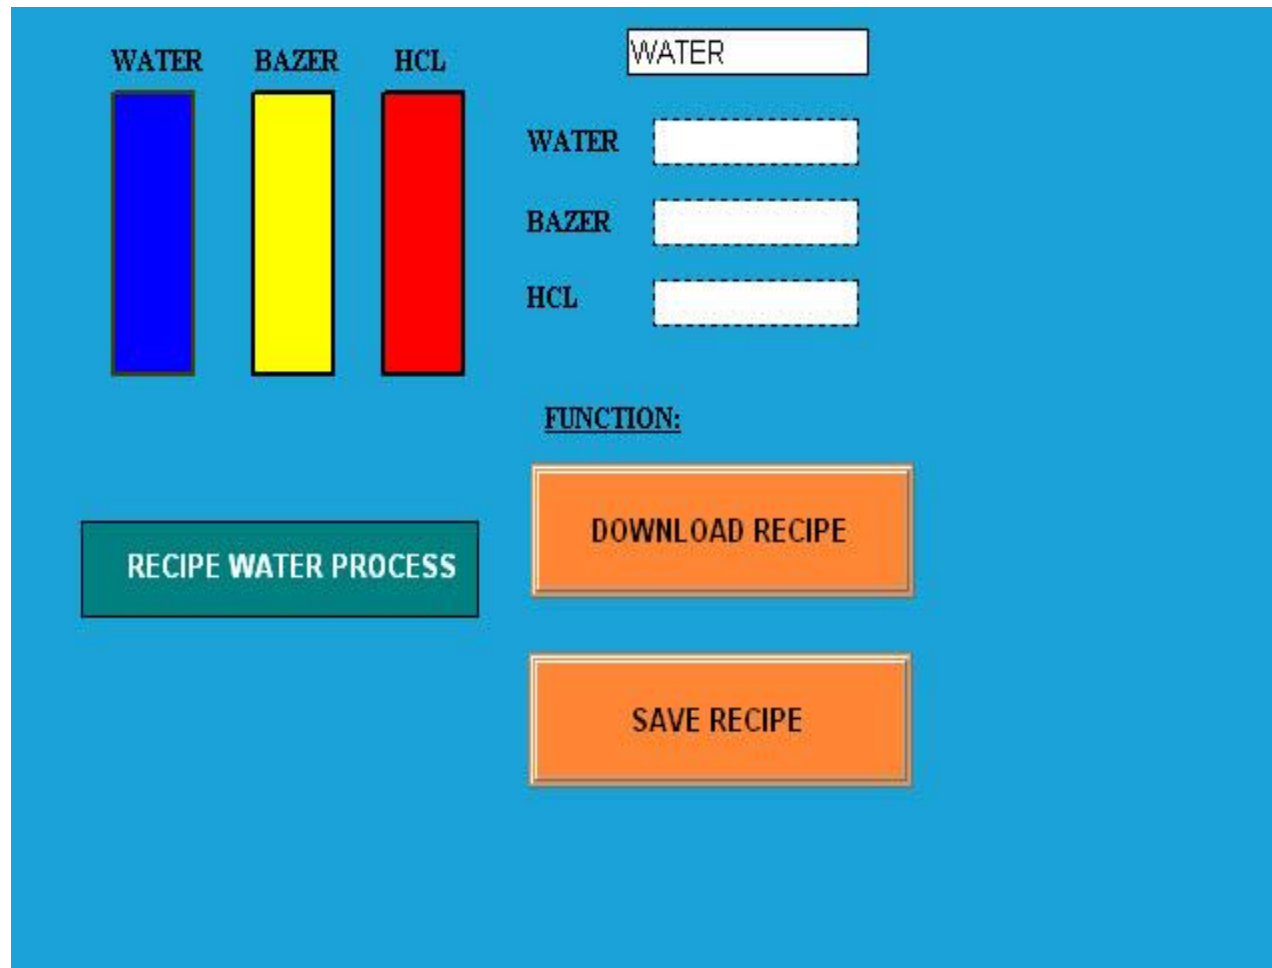 WATER BAZER HCL
WATER
WATER
BAZER
HCL
FUNCTION:
DOWNLOAD RECIPE
RECIPE WATER PROCESS
SAVE RECIPE